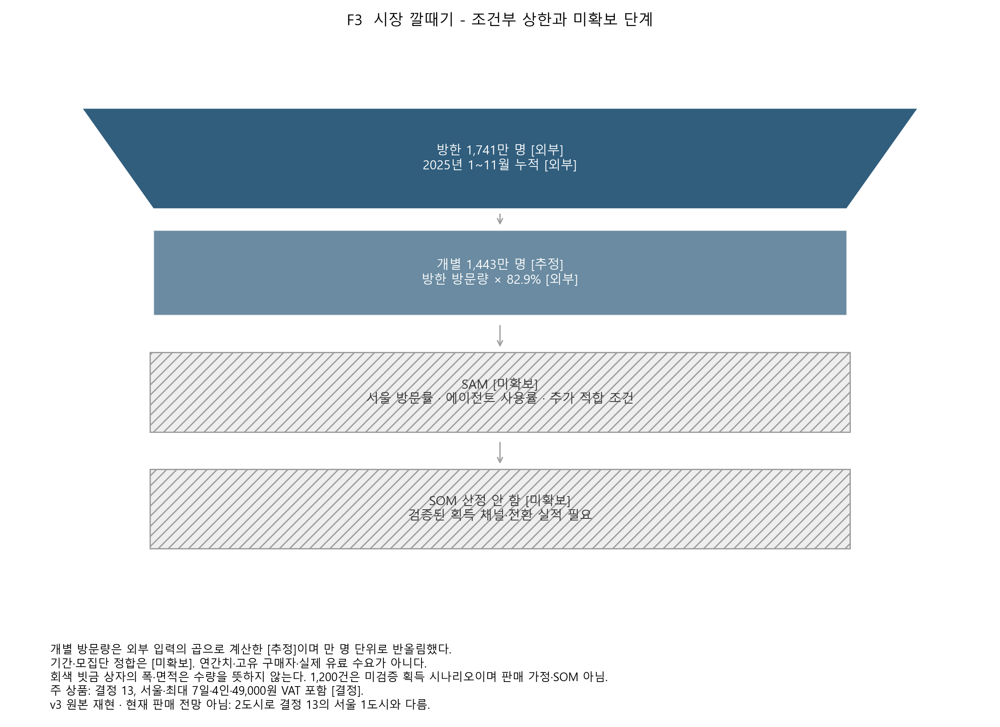 F3 시장 깔때기 - 조건부 상한과 미확보 단계
방한 1,741만 명 [외부]
2025년 1~11월 누적 [외부]
개별 1,443만 명 [추정]
방한 방문량 × 82.9% [외부]
SAM [미확보]
서울 방문률 · 에이전트 사용률 · 추가 적합 조건
SOM 산정 안 함 [미확보]
검증된 획득 채널·전환 실적 필요
개별 방문량은 외부 입력의 곱으로 계산한 [추정]이며 만 명 단위로 반올림했다.
기간·모집단 정합은 [미확보]. 연간치·고유 구매자·실제 유료 수요가 아니다.
회색 빗금 상자의 폭·면적은 수량을 뜻하지 않는다. 1,200건은 미검증 획득 시나리오이며 판매 가정·SOM 아님.
주 상품: 결정 13, 서울·최대 7일·4인·49,000원 VAT 포함 [결정].
v3 원본 재현 · 현재 판매 전망 아님: 2도시로 결정 13의 서울 1도시와 다름.